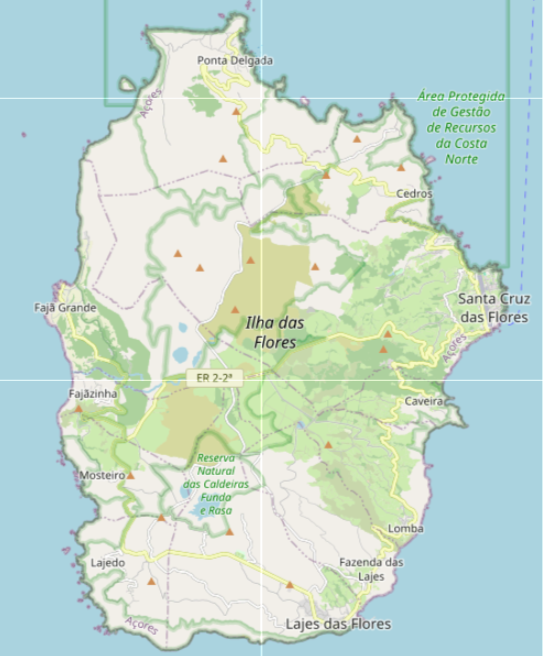 Ponta Delgada
Açores
Área Protegida
de Gestão
de Recursos
da Costa
Norte
Cedros
Fajã Grande
Santa Cruz
das Flores
Ilha das
Flores
Açores
ER 2-2ª
Fajãzinha
Caveira
Reserva
Natural
das Caldeiras
Funda
e Rasa
Mosteiro
Lomba
Lajedo
Fazenda das
Lajes
Açores
Lajes das Flores